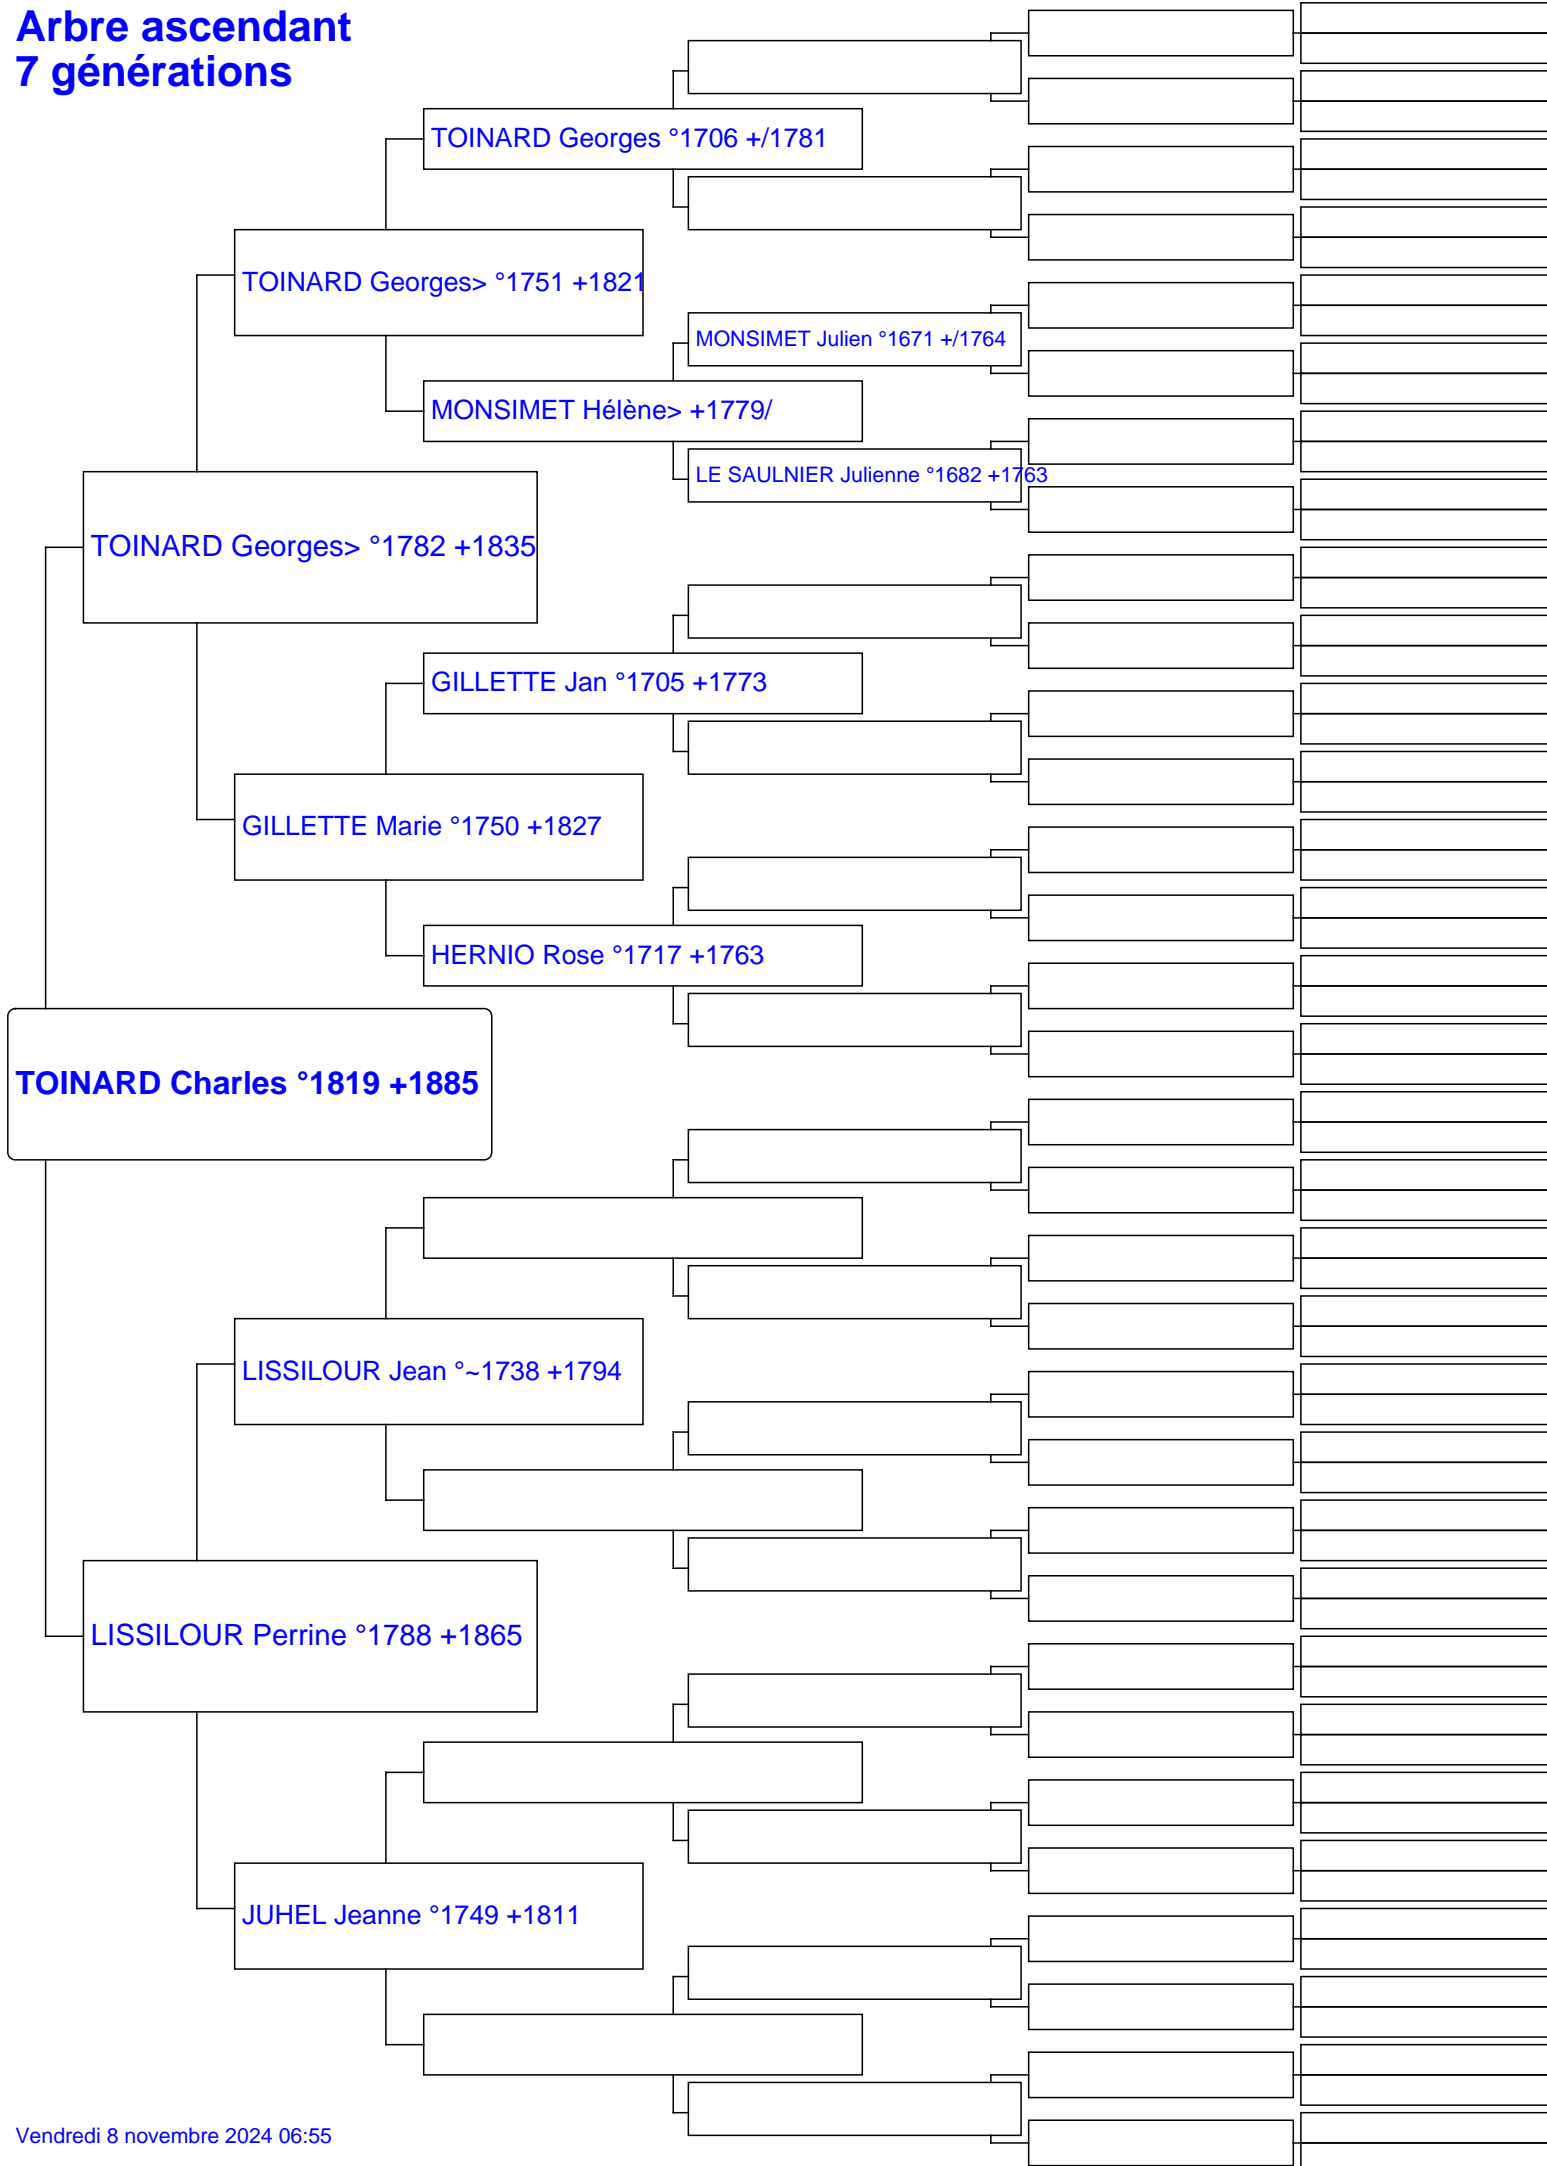 Arbre ascendant
7 générations
TOINARD Georges °1706 +/1781
TOINARD Georges> °1751 +1821
MONSIMET Julien °1671 +/1764
MONSIMET Hélène> +1779/
LE SAULNIER Julienne °1682 +1763
TOINARD Georges> °1782 +1835
GILLETTE Jan °1705 +1773
GILLETTE Marie °1750 +1827
HERNIO Rose °1717 +1763
TOINARD Charles °1819 +1885
LISSILOUR Jean °~1738 +1794
LISSILOUR Perrine °1788 +1865
JUHEL Jeanne °1749 +1811
Vendredi 8 novembre 2024 06:55